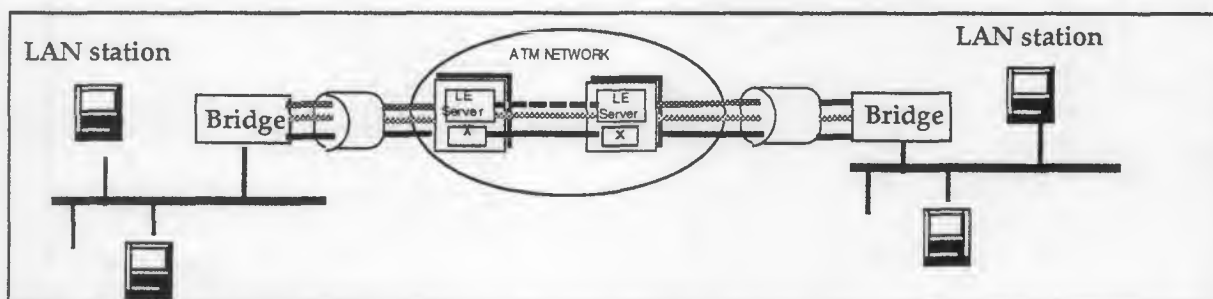 LAN station
LAN station
ATM NETWORK
LE
Server
LE
Server
Bridge
Bridge
X